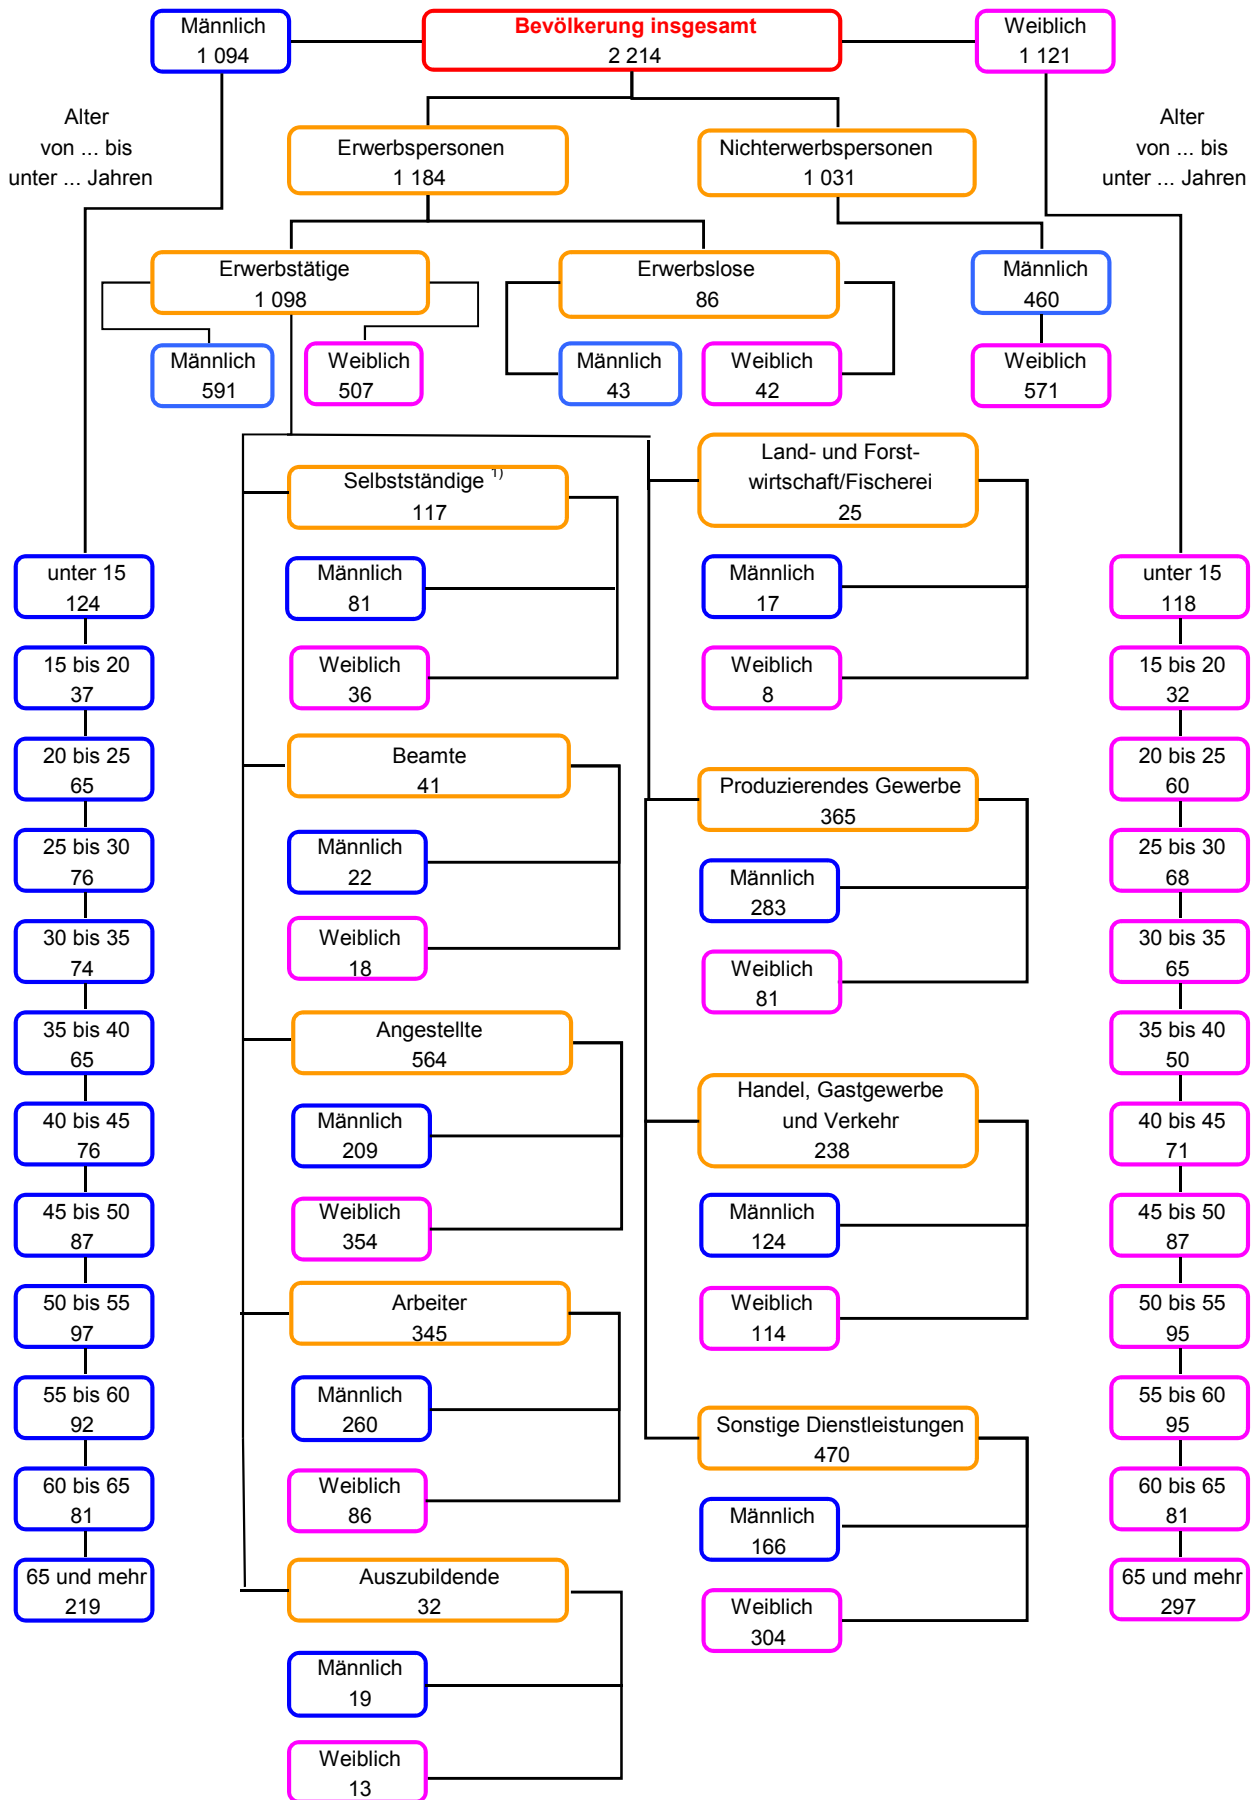 Männlich
1 094
Bevölkerung insgesamt
2 214
Weiblich
1 121
Alter
von ... bis
unter ... Jahren
Erwerbspersonen
1 184
Nichterwerbspersonen
1 031
Alter
von ... bis
unter ... Jahren
Erwerbstätige
1 098
Erwerbslose
86
Männlich
460
Männlich
591
Weiblich
507
Männlich
43
Weiblich
42
Weiblich
571
unter 15
124
15 bis 20
37
20 bis 25
65
25 bis 30
76
30 bis 35
74
35 bis 40
65
40 bis 45
76
45 bis 50
87
50 bis 55
97
55 bis 60
92
60 bis 65
81
65 und mehr
219
Selbstständige 1)
117
Männlich
81
Weiblich
36
Beamte
41
Männlich
22
Weiblich
18
Angestellte
564
Männlich
209
Weiblich
354
Arbeiter
345
Männlich
260
Weiblich
86
Auszubildende
32
Männlich
19
Weiblich
13
Land- und Forst-
wirtschaft/Fischerei
25
Männlich
17
Weiblich
8
Produzierendes Gewerbe
365
Männlich
283
Weiblich
81
Handel, Gastgewerbe
und Verkehr
238
Männlich
124
Weiblich
114
Sonstige Dienstleistungen
470
Männlich
166
Weiblich
304
unter 15
118
15 bis 20
32
20 bis 25
60
25 bis 30
68
30 bis 35
65
35 bis 40
50
40 bis 45
71
45 bis 50
87
50 bis 55
95
55 bis 60
95
60 bis 65
81
65 und mehr
297